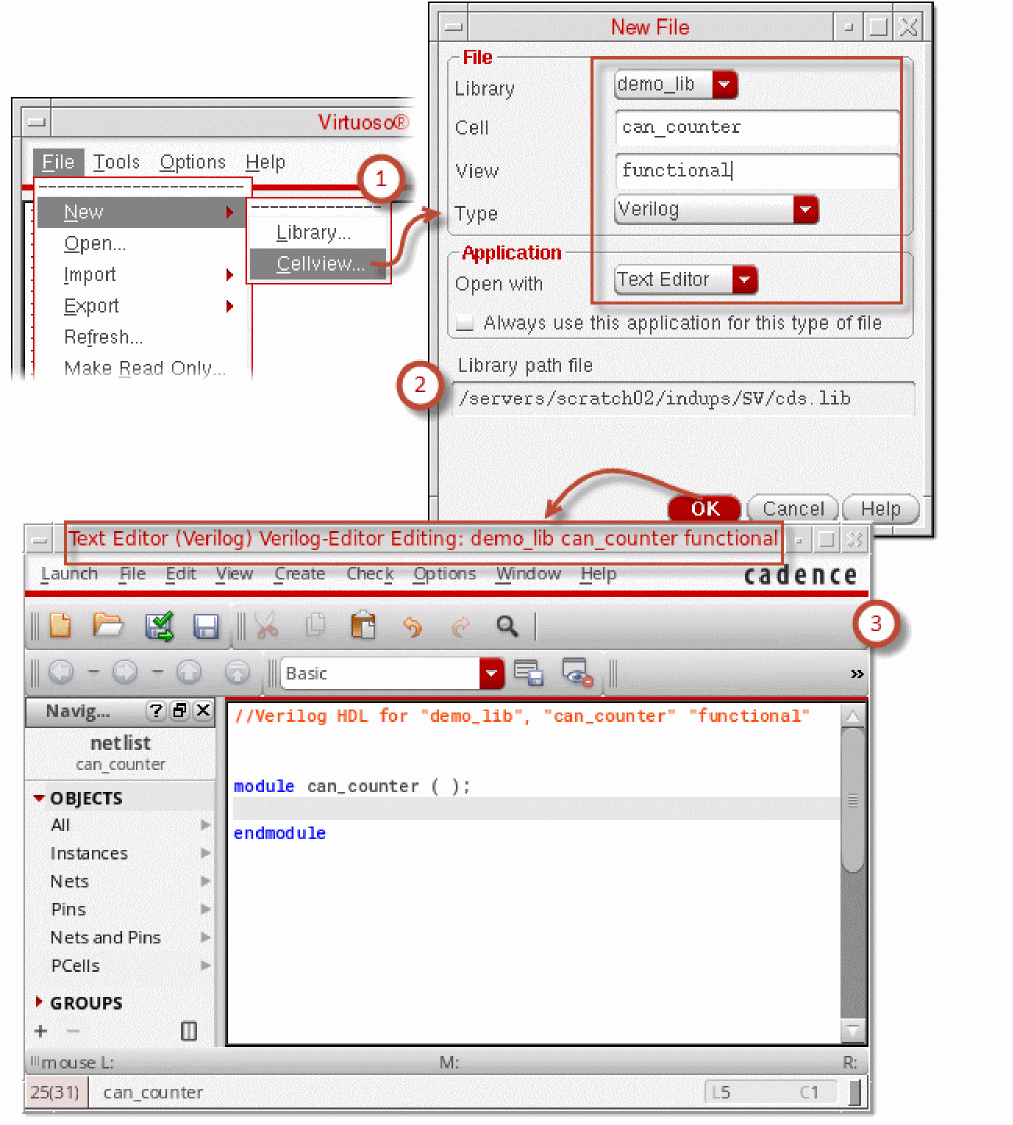 Virtuoso®
File Tools Options Help
1
New
Open...
Import
Export
Refresh...
Make Read Only...
Library...
Cellview...
New File
File
Library demo_lib
Cell can_counter
View functional
Type Verilog
Application
Open with Text Editor
Always use this application for this type of file
2
Library path file
/servers/scratch02/indups/SV/cds.lib
OK Cancel Help
Text Editor (Verilog) Verilog-Editor Editing: demo_lib can_counter functional
Launch File Edit View Create Check Options Window Help cadence
3
Basic »
Navig... ?
netlist
can_counter
OBJECTS
All
Instances
Nets
Pins
Nets and Pins
PCells
GROUPS
//Verilog HDL for "demo_lib", "can_counter" "functional"
module can_counter ( );
endmodule
mouse L: M: R:
25(31) can_counter L5 C1